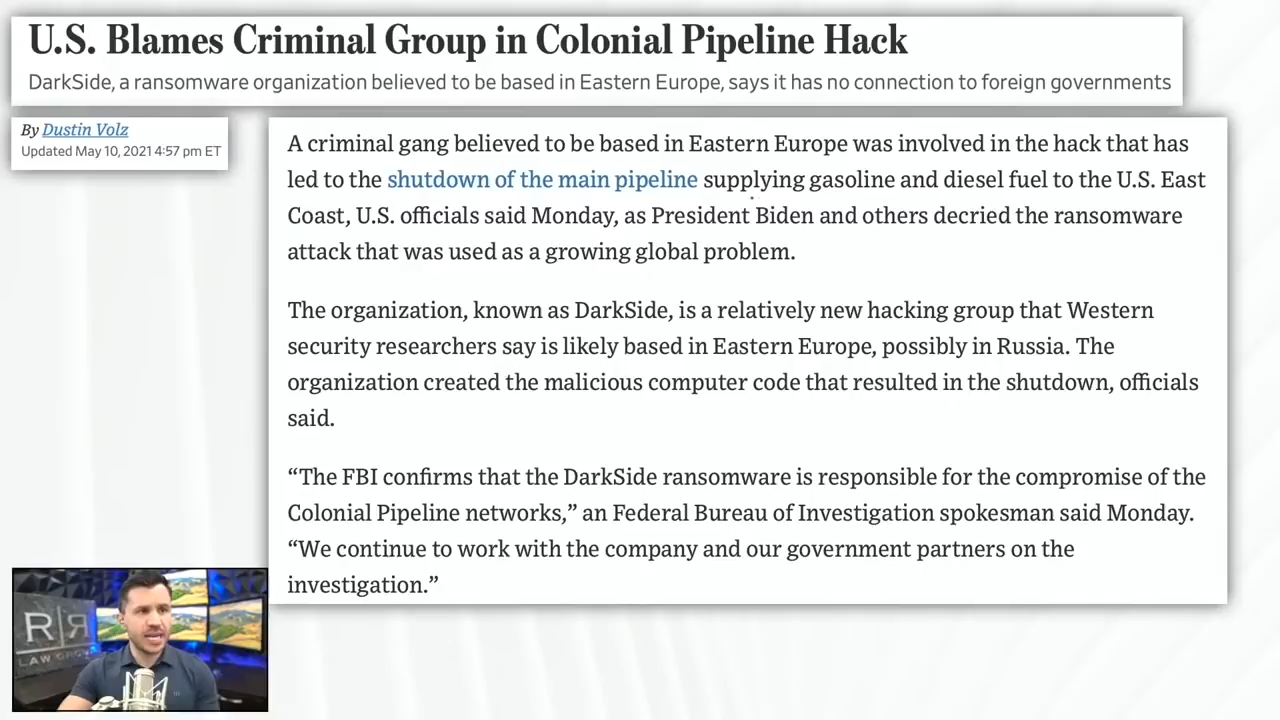 U.S. Blames Criminal Group in Colonial Pipeline Hack
DarkSide, a ransomware organization believed to be based in Eastern Europe, says it has no connection to foreign governments
By Dustin Volz
Updated May 10, 2021 4:57 pm ET
A criminal gang believed to be based in Eastern Europe was involved in the hack that has
led to the shutdown of the main pipeline supplying gasoline and diesel fuel to the U.S. East
Coast, U.S. officials said Monday, as President Biden and others decried the ransomware
attack that was used as a growing global problem.
The organization, known as DarkSide, is a relatively new hacking group that Western
security researchers say is likely based in Eastern Europe, possibly in Russia. The
organization created the malicious computer code that resulted in the shutdown, officials
said.
“The FBI confirms that the DarkSide ransomware is responsible for the compromise of the
Colonial Pipeline networks,” an Federal Bureau of Investigation spokesman said Monday.
“We continue to work with the company and our government partners on the
investigation.”
R|R
LAW GROUP